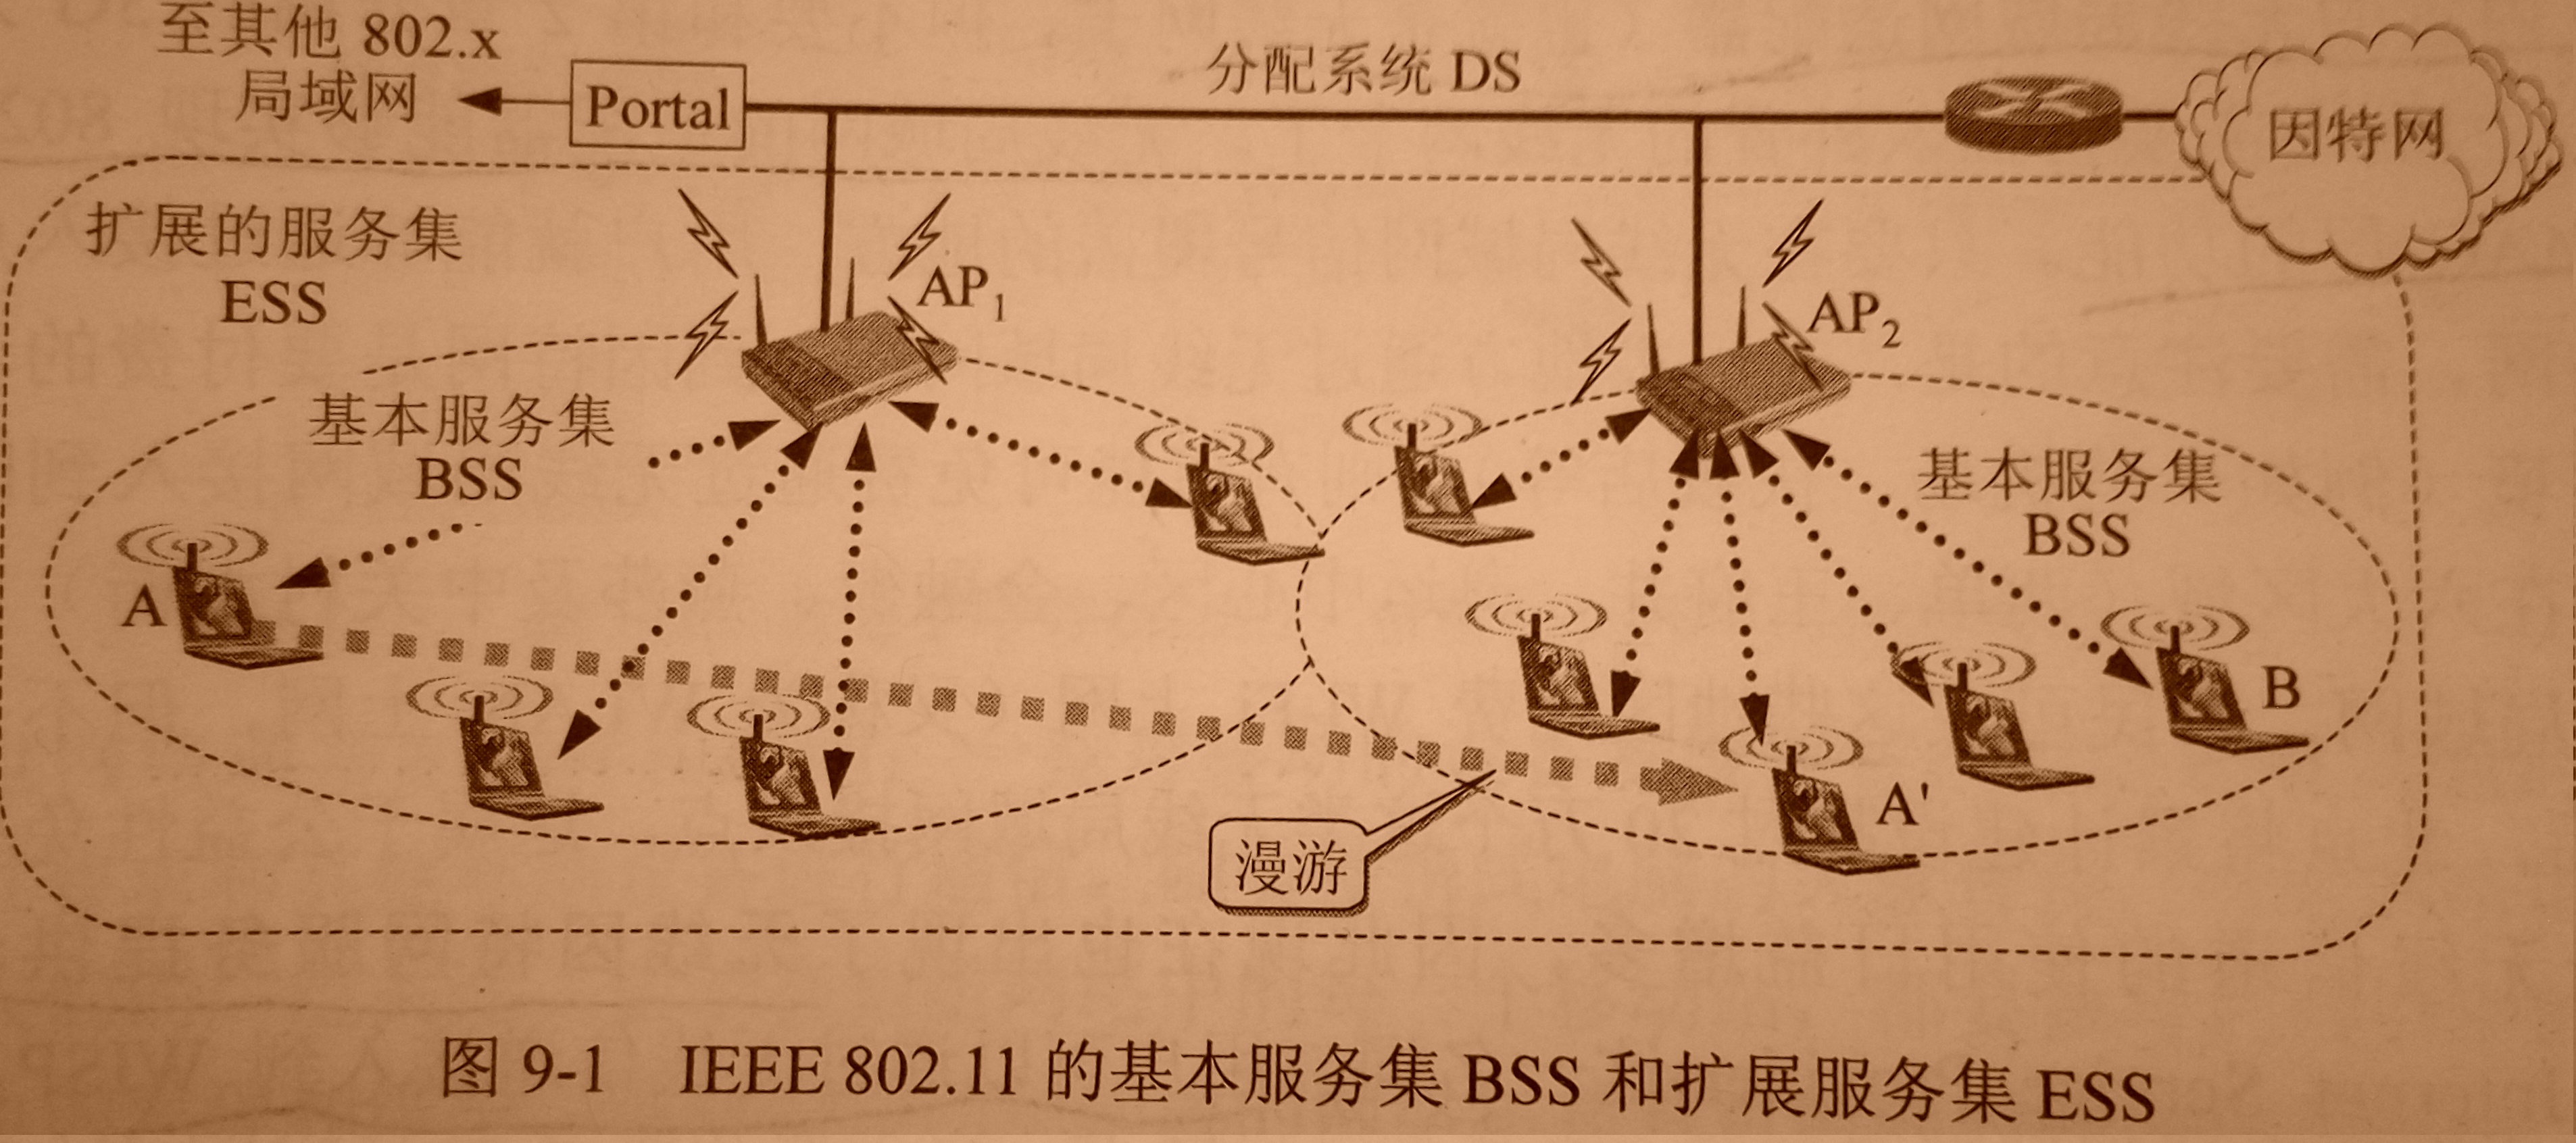 至其他 802.x
局域网
Portal
分配系统 DS
因特网
扩展的服务集
ESS
AP₁
AP₂
基本服务集
BSS
基本服务集
BSS
A
B
A'
漫游
图 9-1 IEEE 802.11 的基本服务集 BSS 和扩展服务集 ESS